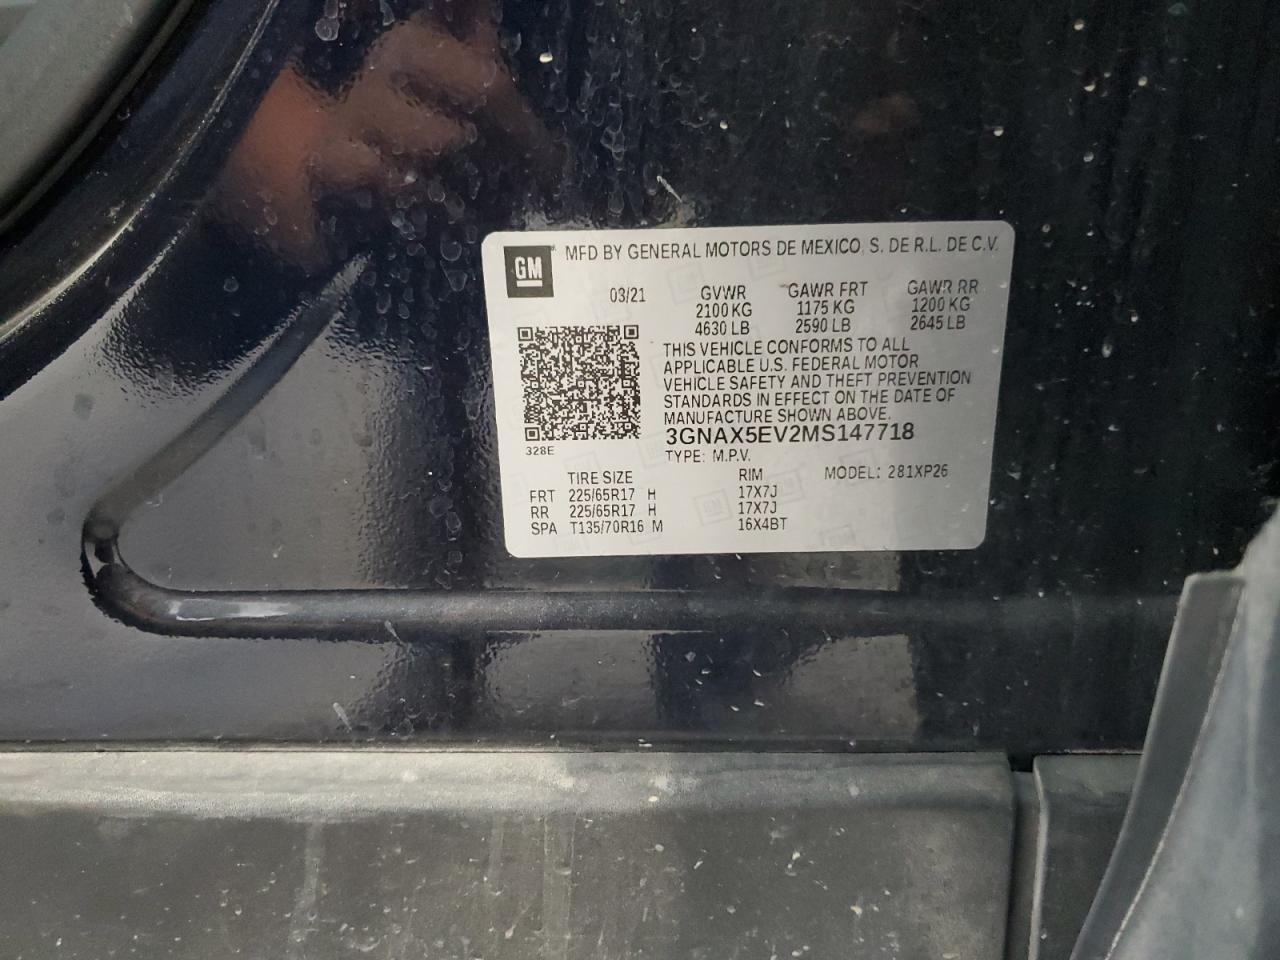 GM
MFD BY GENERAL MOTORS DE MEXICO, S. DE R.L. DE C.V.
03/21 GVWR GAWR FRT GAWR RR
2100 KG 1175 KG 1200 KG
4630 LB 2590 LB 2645 LB
THIS VEHICLE CONFORMS TO ALL
APPLICABLE U.S. FEDERAL MOTOR
VEHICLE SAFETY AND THEFT PREVENTION
STANDARDS IN EFFECT ON THE DATE OF
MANUFACTURE SHOWN ABOVE.
3GNAX5EV2MS147718
328E
TYPE: M.P.V.
TIRE SIZE RIM MODEL: 281XP26
FRT 225/65R17 H 17X7J
RR 225/65R17 H 17X7J
SPA T135/70R16 M 16X4BT